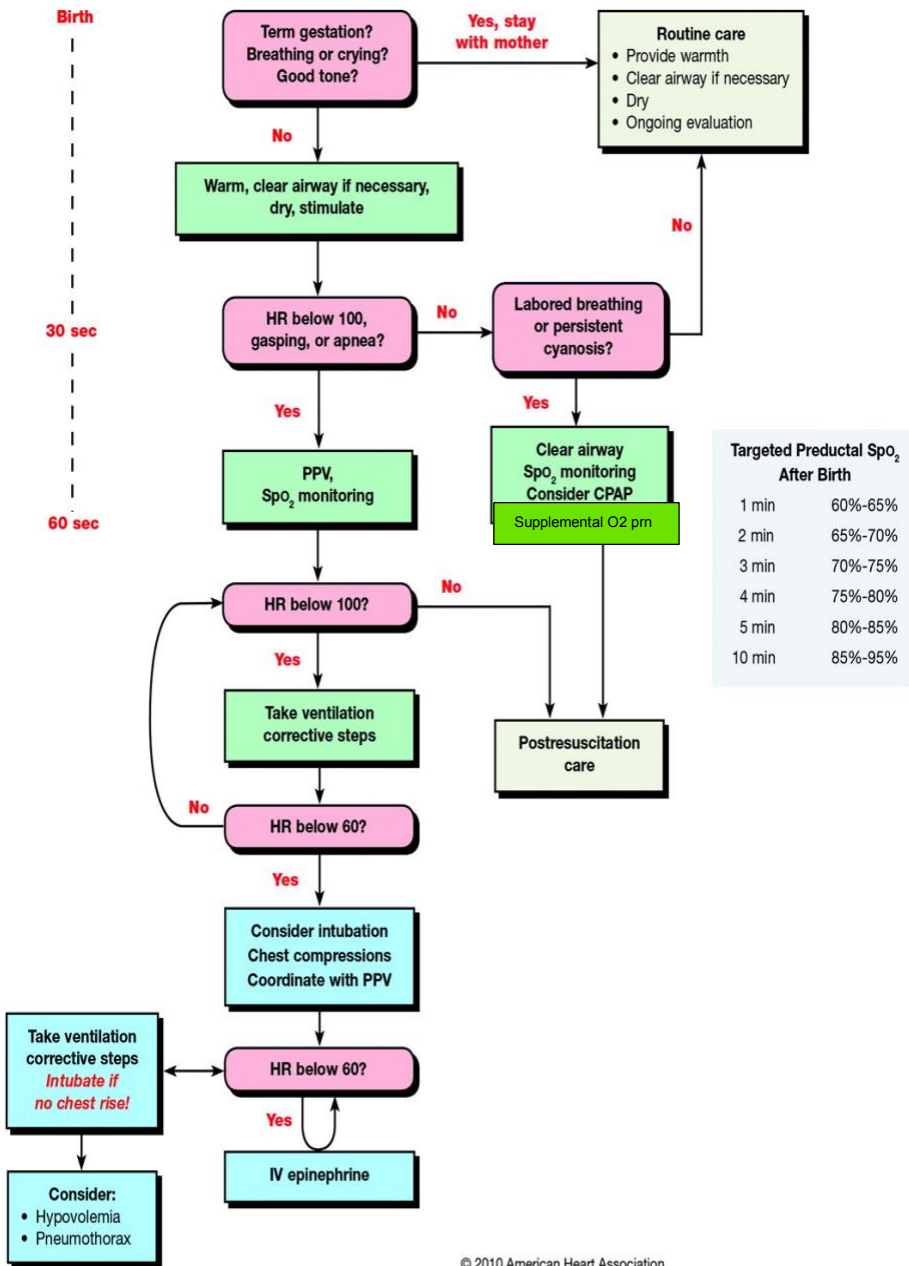 Birth
Term gestation?
Breathing or crying?
Good tone?
Yes, stay
with mother
Routine care
• Provide warmth
• Clear airway if necessary
• Dry
• Ongoing evaluation
No
Warm, clear airway if necessary,
dry, stimulate
No
30 sec
HR below 100,
gasping, or apnea?
No
Labored breathing
or persistent
cyanosis?
Yes
Yes
PPV,
SpO₂ monitoring
Clear airway
SpO₂ monitoring
Consider CPAP
Supplemental O2 prn
60 sec
Targeted Preductal SpO₂
After Birth
1 min 60%-65%
2 min 65%-70%
3 min 70%-75%
4 min 75%-80%
5 min 80%-85%
10 min 85%-95%
HR below 100?
No
Yes
Take ventilation
corrective steps
Postresuscitation
care
No
HR below 60?
Yes
Consider intubation
Chest compressions
Coordinate with PPV
Take ventilation
corrective steps
Intubate if
no chest rise!
HR below 60?
Yes
IV epinephrine
Consider:
• Hypovolemia
• Pneumothorax
© 2010 American Heart Association